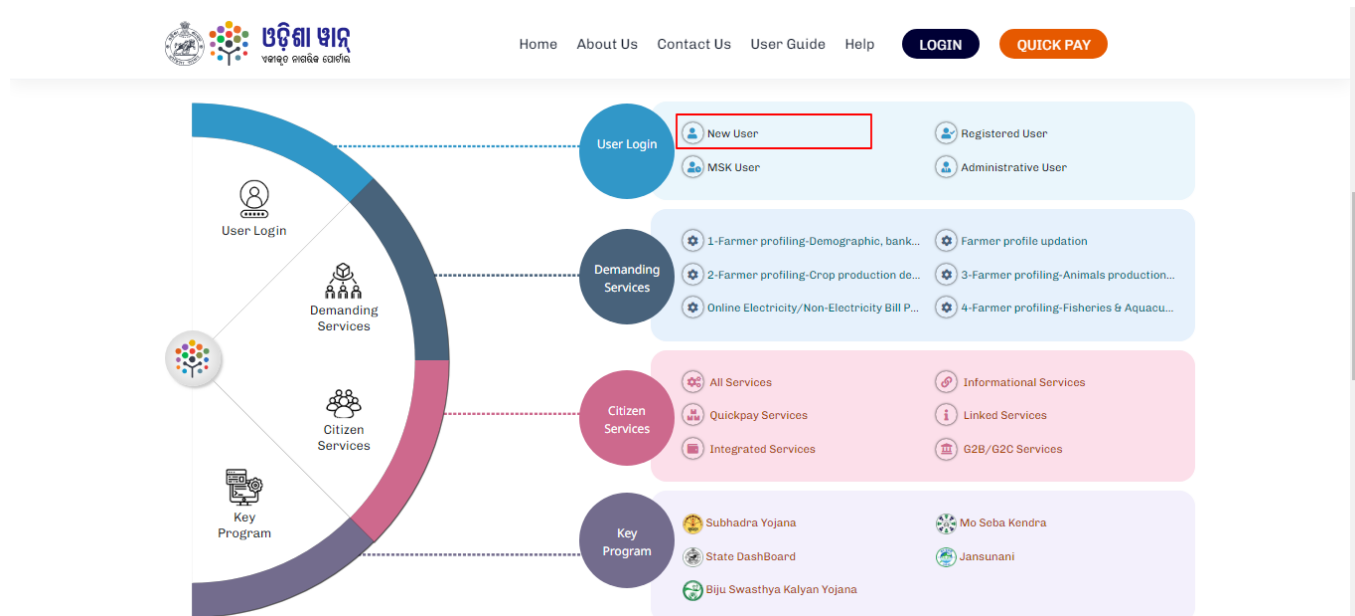 ଓଡ଼ିଶା ୱାନ୍
ଏକୀକୃତ ନାଗରିକ ପୋର୍ଟାଲ
Home About Us Contact Us User Guide Help LOGIN QUICK PAY
User Login
Demanding
Services
Citizen
Services
Key
Program
User Login
New User
Registered User
MSK User
Administrative User
Demanding
Services
1-Farmer profiling-Demographic, bank...
Farmer profile updation
2-Farmer profiling-Crop production de...
3-Farmer profiling-Animals production...
Online Electricity/Non-Electricity Bill P...
4-Farmer profiling-Fisheries & Aquacu...
Citizen
Services
All Services
Informational Services
Quickpay Services
Linked Services
Integrated Services
G2B/G2C Services
Key
Program
Subhadra Yojana
Mo Seba Kendra
State DashBoard
Jansunani
Biju Swasthya Kalyan Yojana